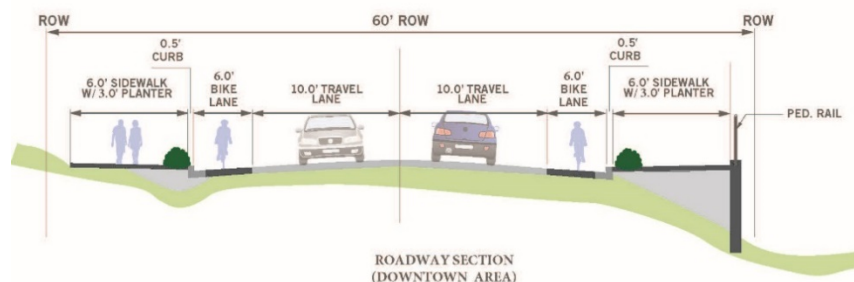 ROW
60' ROW
ROW
0.5'
CURB
0.5'
CURB
6.0' SIDEWALK
W/ 3.0' PLANTER
6.0'
BIKE
LANE
10.0' TRAVEL
LANE
10.0' TRAVEL
LANE
6.0'
BIKE
LANE
6.0' SIDEWALK
W/ 3.0' PLANTER
PED. RAIL
ROADWAY SECTION
(DOWNTOWN AREA)